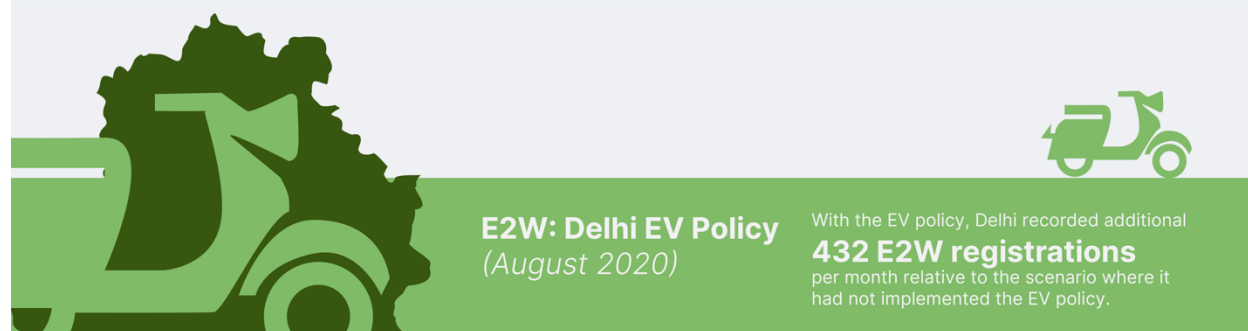 E2W: Delhi EV Policy
(August 2020)
With the EV policy, Delhi recorded additional
432 E2W registrations
per month relative to the scenario where it
had not implemented the EV policy.